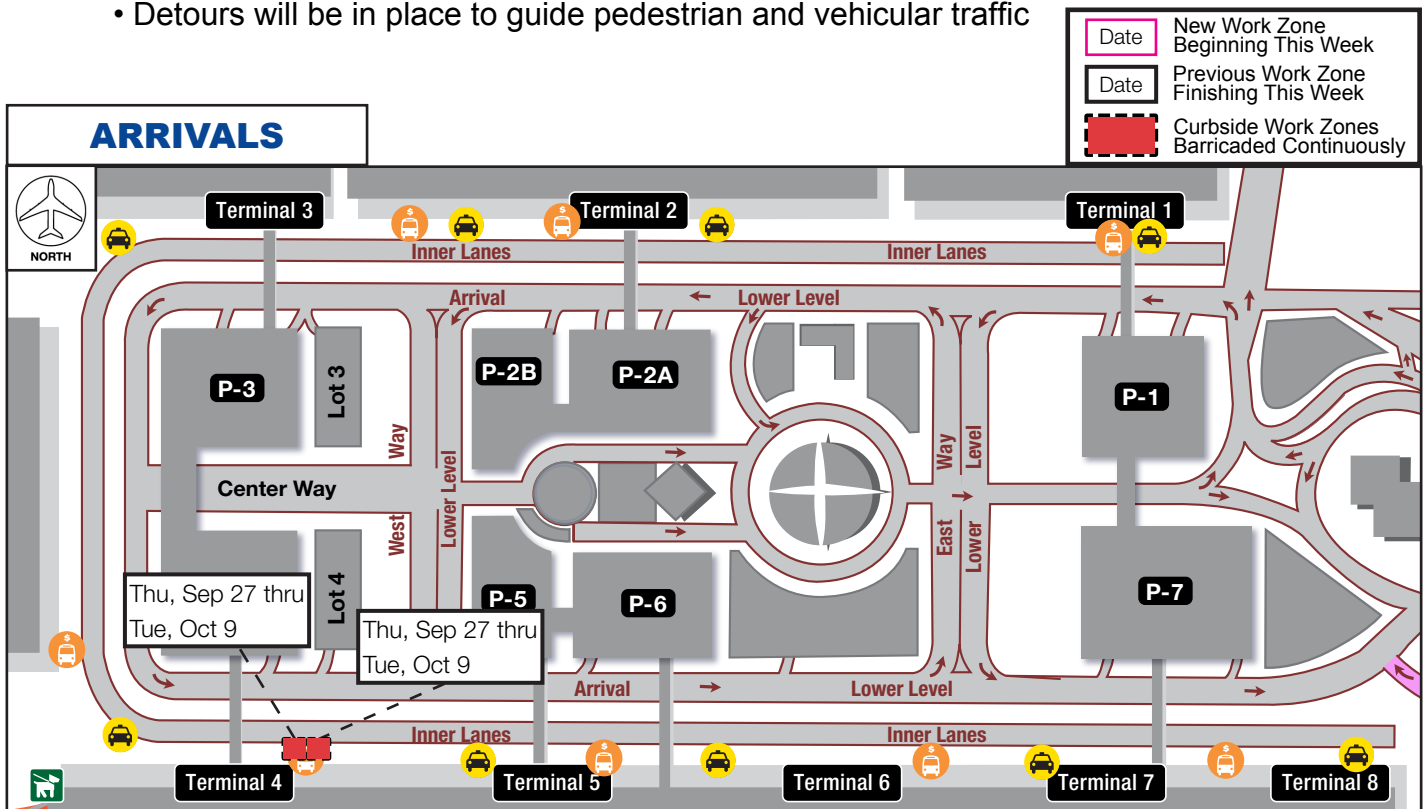 • Detours will be in place to guide pedestrian and vehicular traffic
Date
New Work Zone
Beginning This Week
Date
Previous Work Zone
Finishing This Week
Curbside Work Zones
Barricaded Continuously
ARRIVALS
NORTH
Terminal 3
$
$
Terminal 2
Terminal 1
$
Inner Lanes
Inner Lanes
Arrival
Lower Level
P-3
Lot 3
P-2B
P-2A
P-1
Way
Lower Level
Way
Level
Center Way
West
East
Lower
Lot 4
P-5
P-6
P-7
Thu, Sep 27 thru
Tue, Oct 9
Thu, Sep 27 thru
Tue, Oct 9
$
Arrival
Lower Level
Inner Lanes
Inner Lanes
$
$
$
Terminal 4
Terminal 5
Terminal 6
Terminal 7
Terminal 8